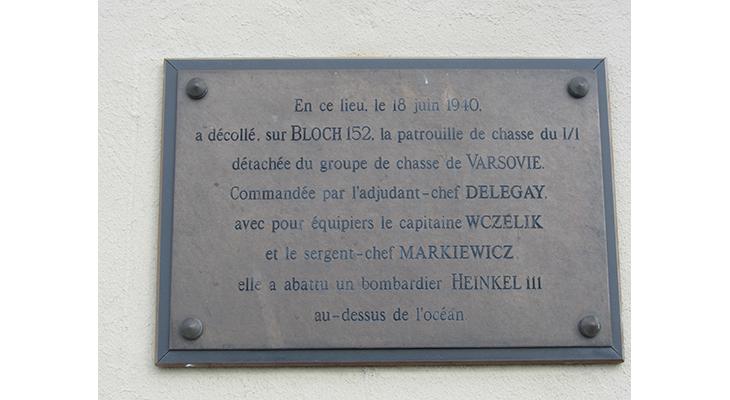 En ce lieu, le 18 juin 1940,
a décollé, sur BLOCH 152, la patrouille de chasse du I/1
détachée du groupe de chasse de VARSOVIE.
Commandée par l'adjudant-chef DELEGAY,
avec pour équipiers le capitaine WCZÉLIK
et le sergent-chef MARKIEWICZ
elle a abattu un bombardier HEINKEL 111
au-dessus de l'océan